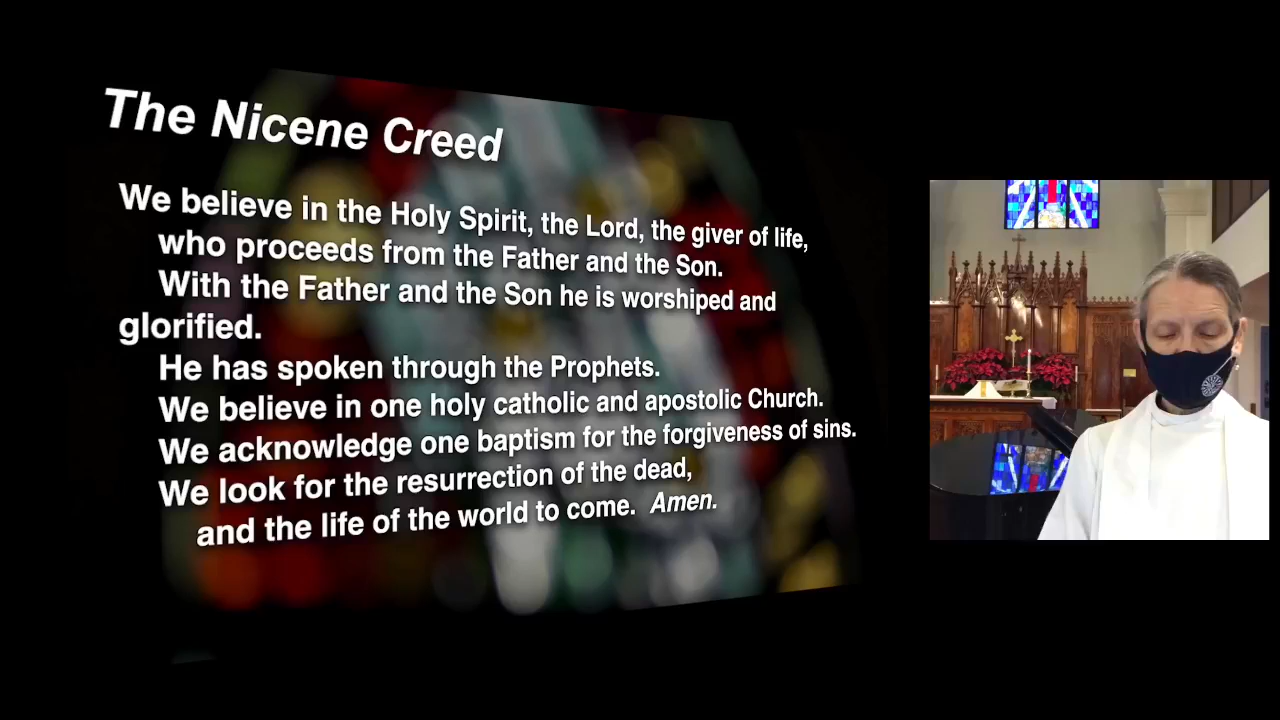 The Nicene Creed
We believe in the Holy Spirit, the Lord, the giver of life,
who proceeds from the Father and the Son.
With the Father and the Son he is worshiped and
glorified.
He has spoken through the Prophets.
We believe in one holy catholic and apostolic Church.
We acknowledge one baptism for the forgiveness of sins.
We look for the resurrection of the dead,
and the life of the world to come. Amen.